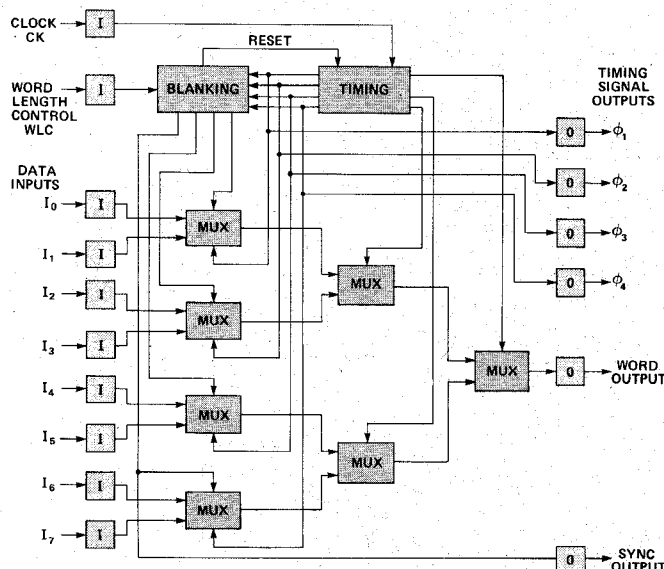 CLOCK
CK
I
RESET
WORD
LENGTH
CONTROL
WLC
I
BLANKING
TIMING
TIMING
SIGNAL
OUTPUTS
0
ϕ1
0
ϕ2
0
ϕ3
0
ϕ4
DATA
INPUTS
I0
I
MUX
I1
I
I2
I
MUX
I3
I
MUX
I4
I
MUX
I5
I
MUX
I6
I
MUX
I7
I
MUX
0
WORD
OUTPUT
0
SYNC
OUTPUT